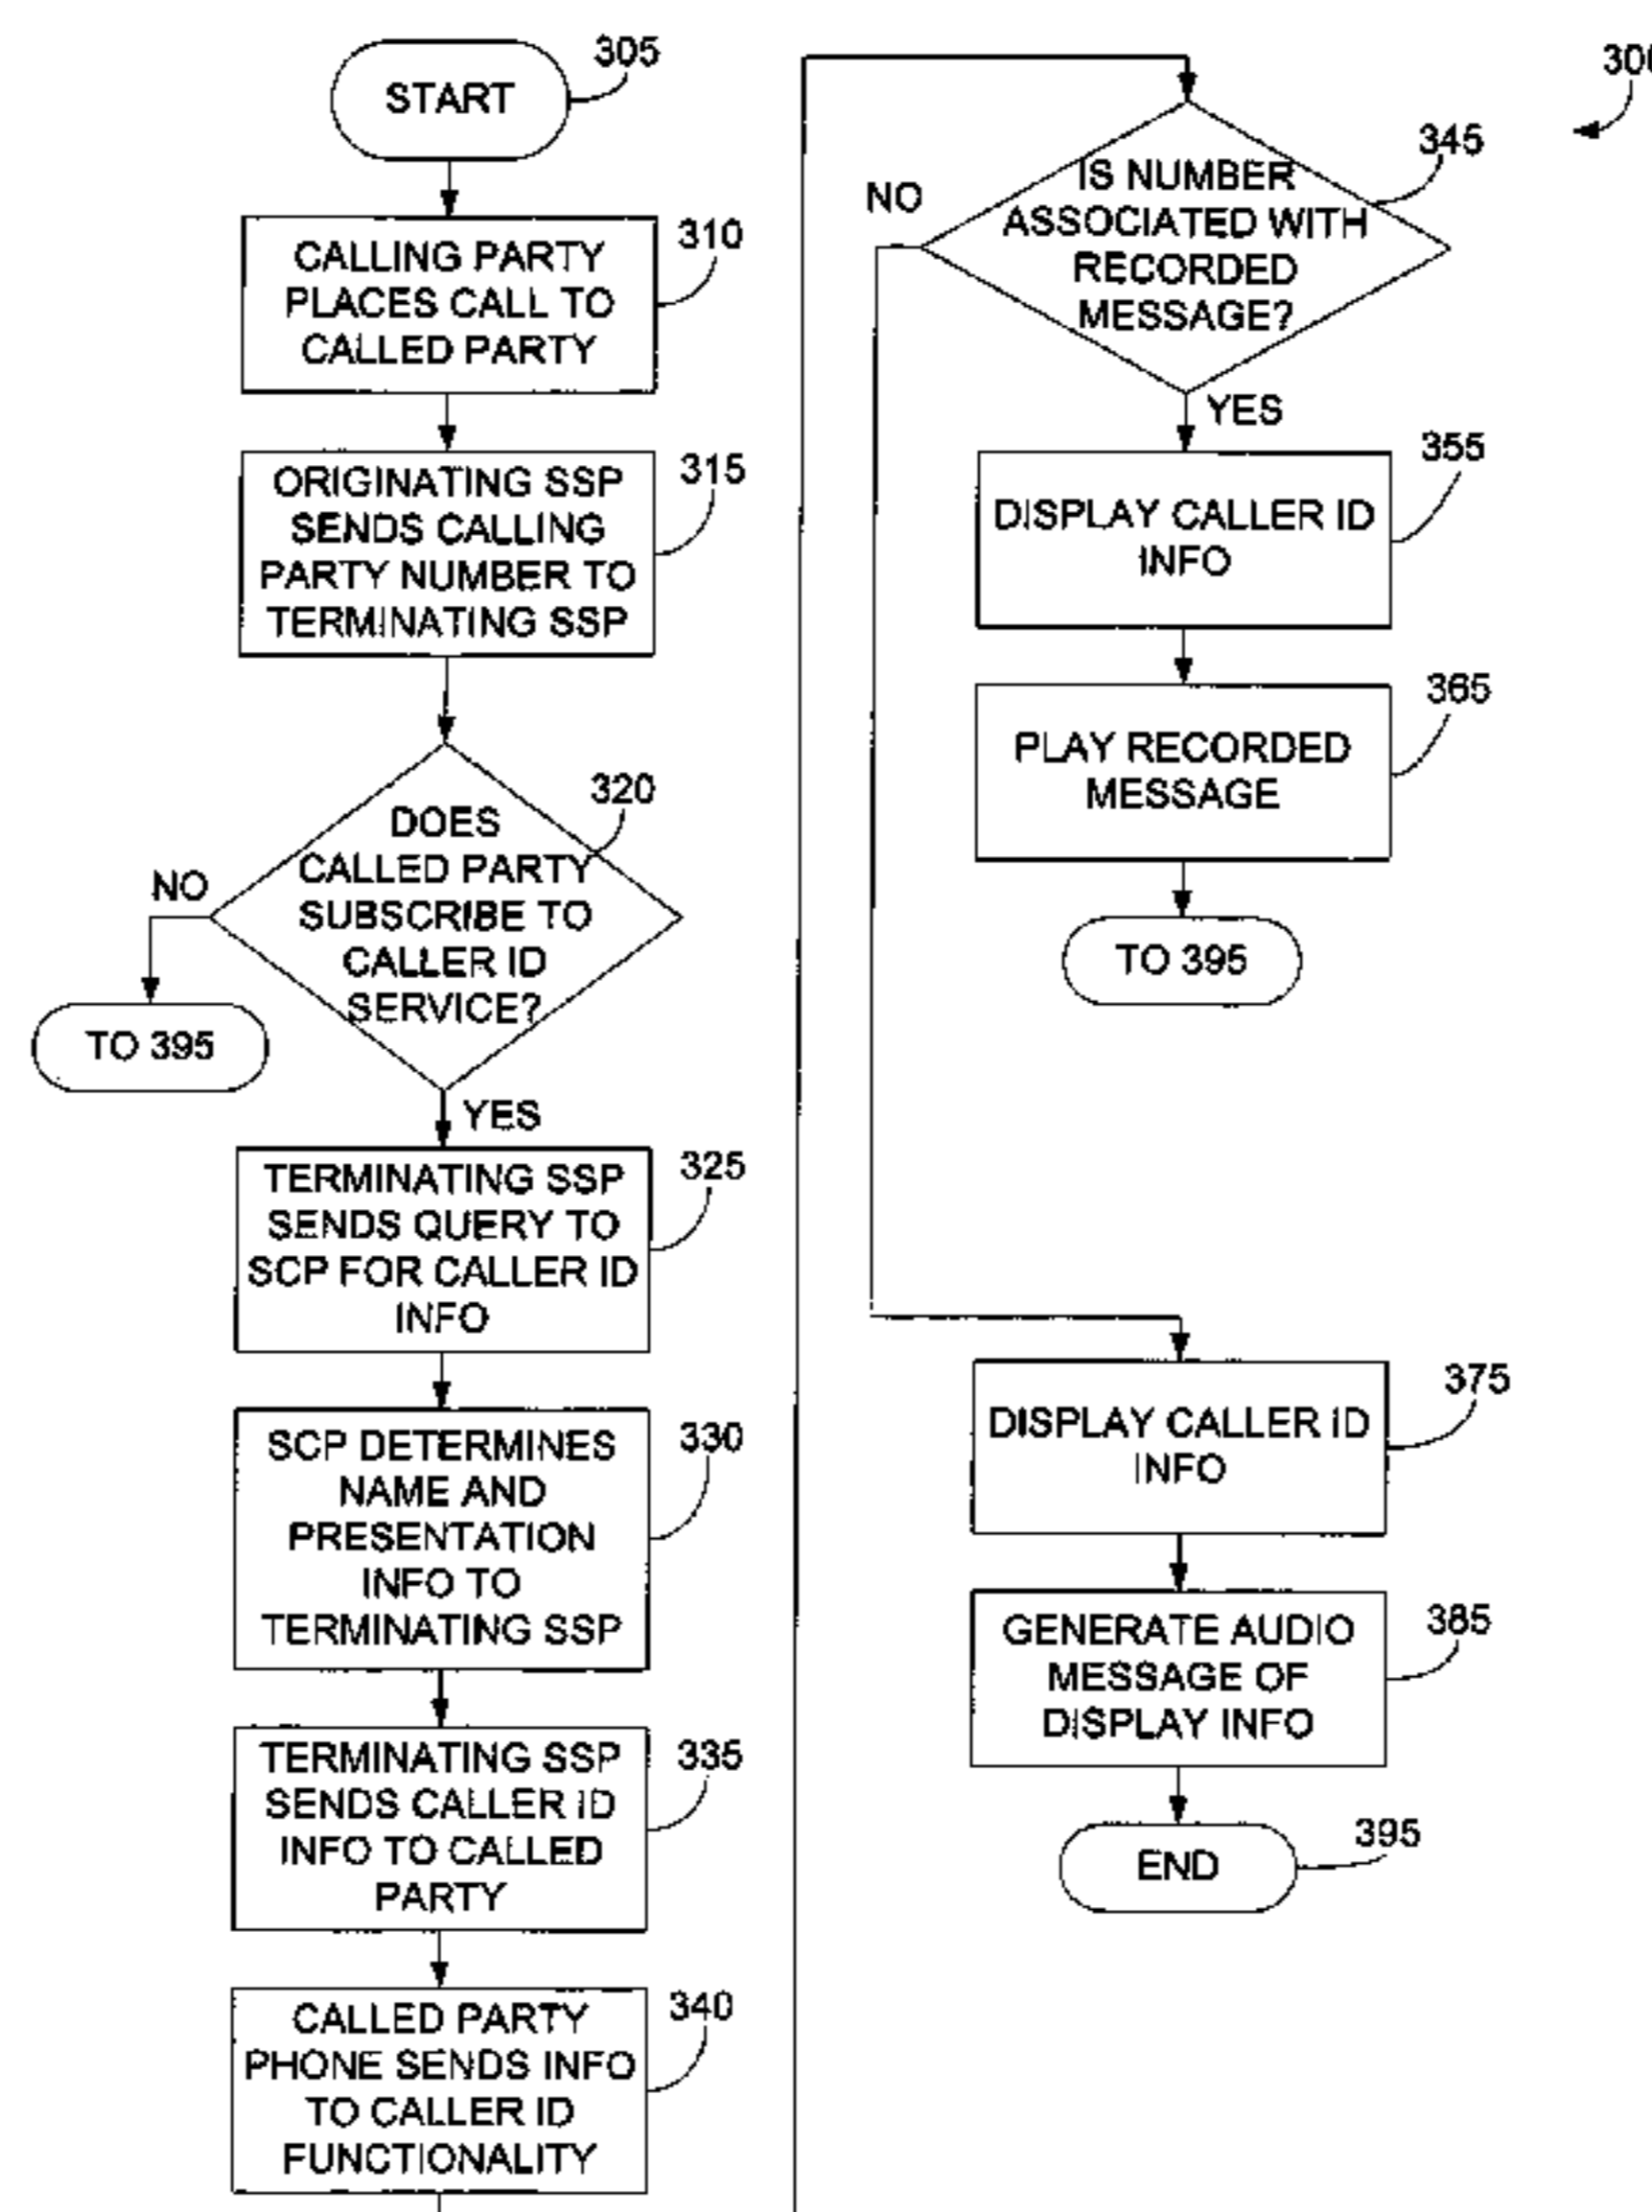 305
START
310
CALLING PARTY
PLACES CALL TO
CALLED PARTY
315
ORIGINATING SSP
SENDS CALLING
PARTY NUMBER TO
TERMINATING SSP
320
DOES
CALLED PARTY
SUBSCRIBE TO
CALLER ID
SERVICE?
NO
TO 395
YES
325
TERMINATING SSP
SENDS QUERY TO
SCP FOR CALLER ID
INFO
330
SCP DETERMINES
NAME AND
PRESENTATION
INFO TO
TERMINATING SSP
335
TERMINATING SSP
SENDS CALLER ID
INFO TO CALLED
PARTY
340
CALLED PARTY
PHONE SENDS INFO
TO CALLER ID
FUNCTIONALITY
300
345
IS NUMBER
ASSOCIATED WITH
RECORDED
MESSAGE?
NO
YES
355
DISPLAY CALLER ID
INFO
365
PLAY RECORDED
MESSAGE
TO 395
375
DISPLAY CALLER ID
INFO
385
GENERATE AUDIO
MESSAGE OF
DISPLAY INFO
395
END